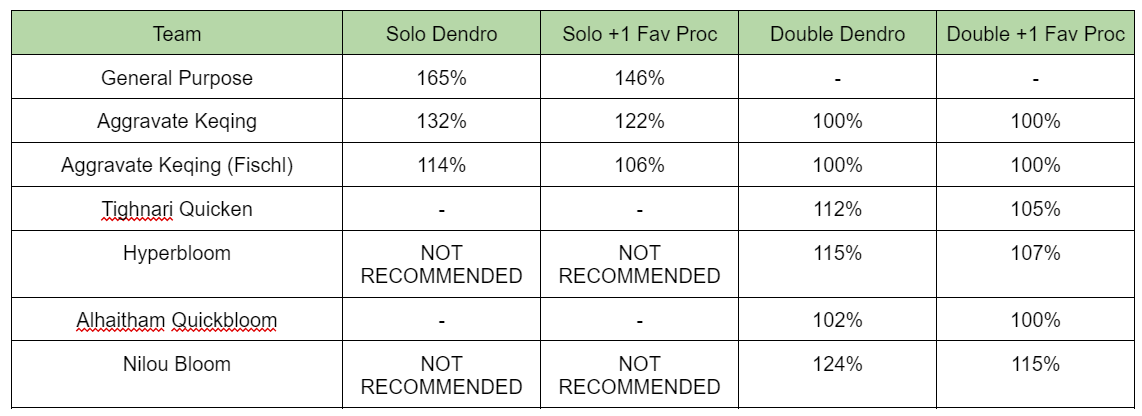 Team Solo Dendro Solo +1 Fav Proc Double Dendro Double +1 Fav Proc
General Purpose 165% 146% - -
Aggravate Keqing 132% 122% 100% 100%
Aggravate Keqing (Fischl) 114% 106% 100% 100%
Tighnari Quicken - - 112% 105%
Hyperbloom NOT RECOMMENDED NOT RECOMMENDED 115% 107%
Alhaitham Quickbloom - - 102% 100%
Nilou Bloom NOT RECOMMENDED NOT RECOMMENDED 124% 115%